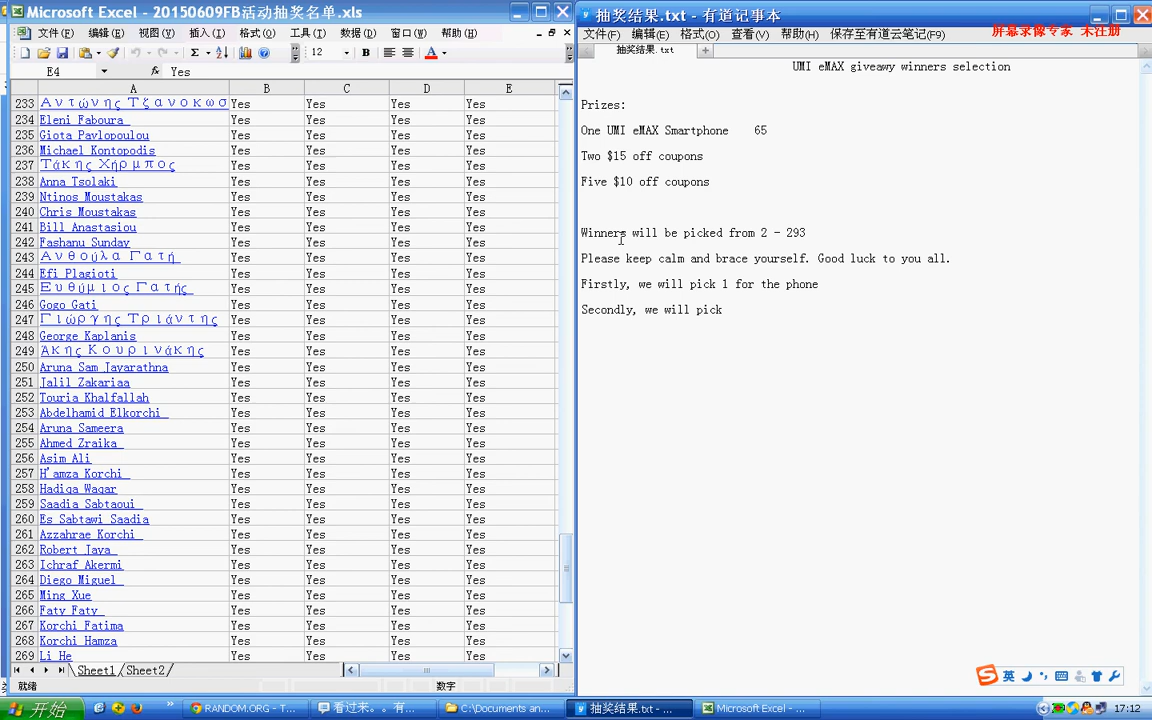 Microsoft Excel - 20150609FB活动抽奖名单.xls
文件(F) 编辑(E) 视图(V) 插入(I) 格式(O) 工具(T) 数据(D) 窗口(W) 帮助(H)
Σ 12 B A
E4 fx Yes
A B C D E
233 Αντώνης Τζανοκωσ Yes Yes Yes Yes
234 Eleni Faboura Yes Yes Yes Yes
235 Giota Pavlopoulou Yes Yes Yes Yes
236 Michael Kontopodis Yes Yes Yes Yes
237 Τάκης Χήρμπος Yes Yes Yes Yes
238 Anna Tsolaki Yes Yes Yes Yes
239 Ntinos Moustakas Yes Yes Yes Yes
240 Chris Moustakas Yes Yes Yes Yes
241 Bill Anastasiou Yes Yes Yes Yes
242 Fashanu Sunday Yes Yes Yes Yes
243 Ανθούλα Γατή Yes Yes Yes Yes
244 Efi Plagioti Yes Yes Yes Yes
245 Ευθύμιος Γατής Yes Yes Yes Yes
246 Gogo Gati Yes Yes Yes Yes
247 Γιώργης Τριάντης Yes Yes Yes Yes
248 George Kaplanis Yes Yes Yes Yes
249 Άκης Κουρινάκης Yes Yes Yes Yes
250 Aruna Sam Jayarathna Yes Yes Yes Yes
251 Jalil Zakariaa Yes Yes Yes Yes
252 Touria Khalfallah Yes Yes Yes Yes
253 Abdelhamid Elkorchi Yes Yes Yes Yes
254 Aruna Sameera Yes Yes Yes Yes
255 Ahmed Zraika Yes Yes Yes Yes
256 Asim Ali Yes Yes Yes Yes
257 H'amza Korchi Yes Yes Yes Yes
258 Hadiqa Waqar Yes Yes Yes Yes
259 Saadia Sabtaoui Yes Yes Yes Yes
260 Es Sabtawi Saadia Yes Yes Yes Yes
261 Azzahrae Korchi Yes Yes Yes Yes
262 Robert Java Yes Yes Yes Yes
263 Ichraf Akermi Yes Yes Yes Yes
264 Diego Miguel Yes Yes Yes Yes
265 Ming Xue Yes Yes Yes Yes
266 Faty Faty Yes Yes Yes Yes
267 Korchi Fatima Yes Yes Yes Yes
268 Korchi Hamza Yes Yes Yes Yes
269 Li He Yes Yes Yes Yes
Sheet1 Sheet2
就绪 数字
抽奖结果.txt - 有道记事本
文件(F) 编辑(E) 格式(O) 查看(V) 帮助(H) 保存至有道云笔记(F9)
屏幕录像专家 未注册
抽奖结果.txt
UMI eMAX giveawy winners selection
Prizes:
One UMI eMAX Smartphone 65
Two $15 off coupons
Five $10 off coupons
Winners will be picked from 2 - 293
Please keep calm and brace yourself. Good luck to you all.
Firstly, we will pick 1 for the phone
Secondly, we will pick
英
开始 RANDOM.ORG - T... 看过来。。有... C:\Documents an... 抽奖结果.txt - ... Microsoft Exce... 17:12